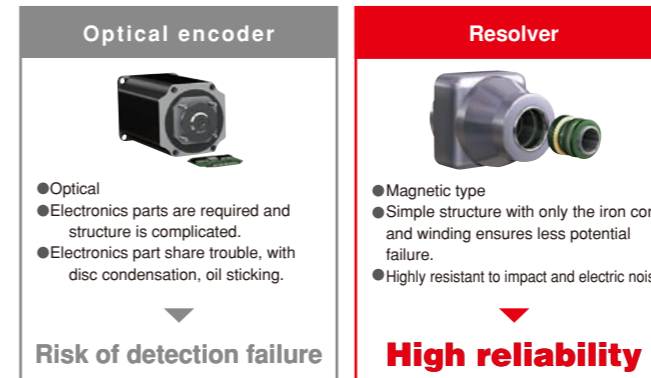 Optical encoder
●Optical
●Electronics parts are required and
structure is complicated.
●Electronics part share trouble, with
disc condensation, oil sticking.
Risk of detection failure
Resolver
●Magnetic type
●Simple structure with only the iron cor
and winding ensures less potential
failure.
●Highly resistant to impact and electric nois
High reliability